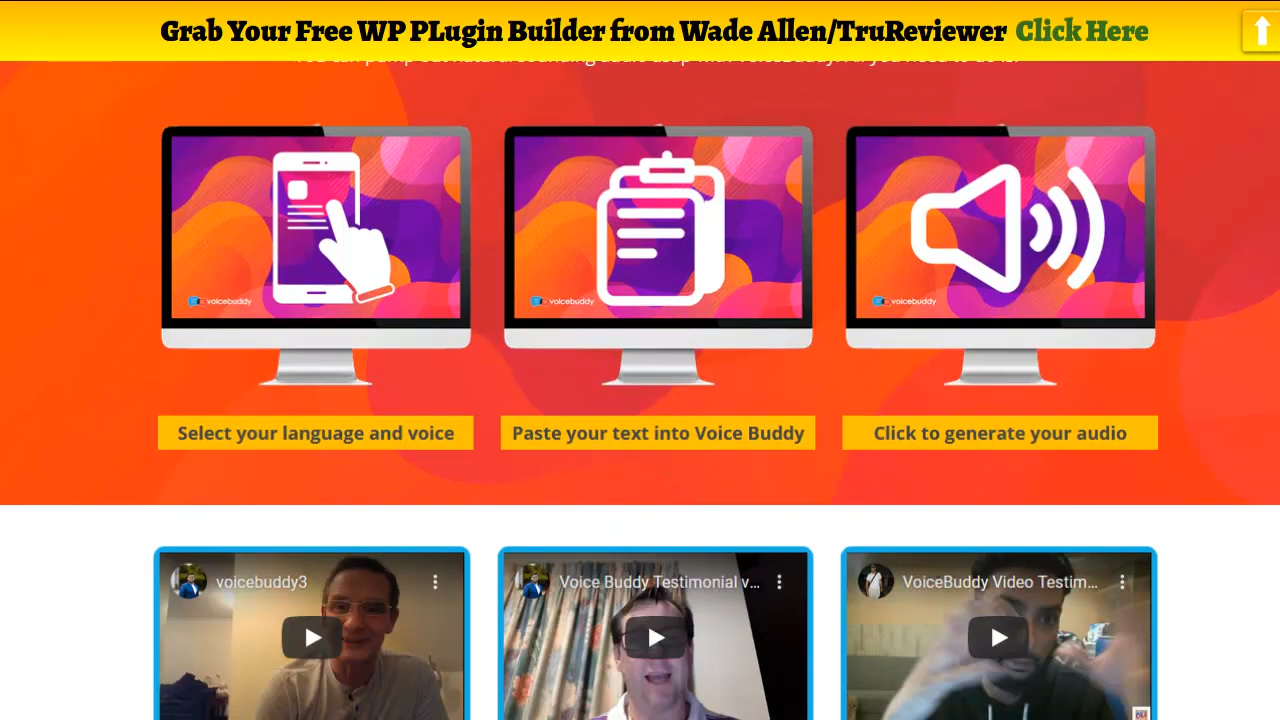 Grab Your Free WP PLugin Builder from Wade Allen/TruReviewer Click Here
voicebuddy
voicebuddy
voicebuddy
Select your language and voice
Paste your text into Voice Buddy
Click to generate your audio
voicebuddy3
Voice Buddy Testimonial v...
VoiceBuddy Video Testim...